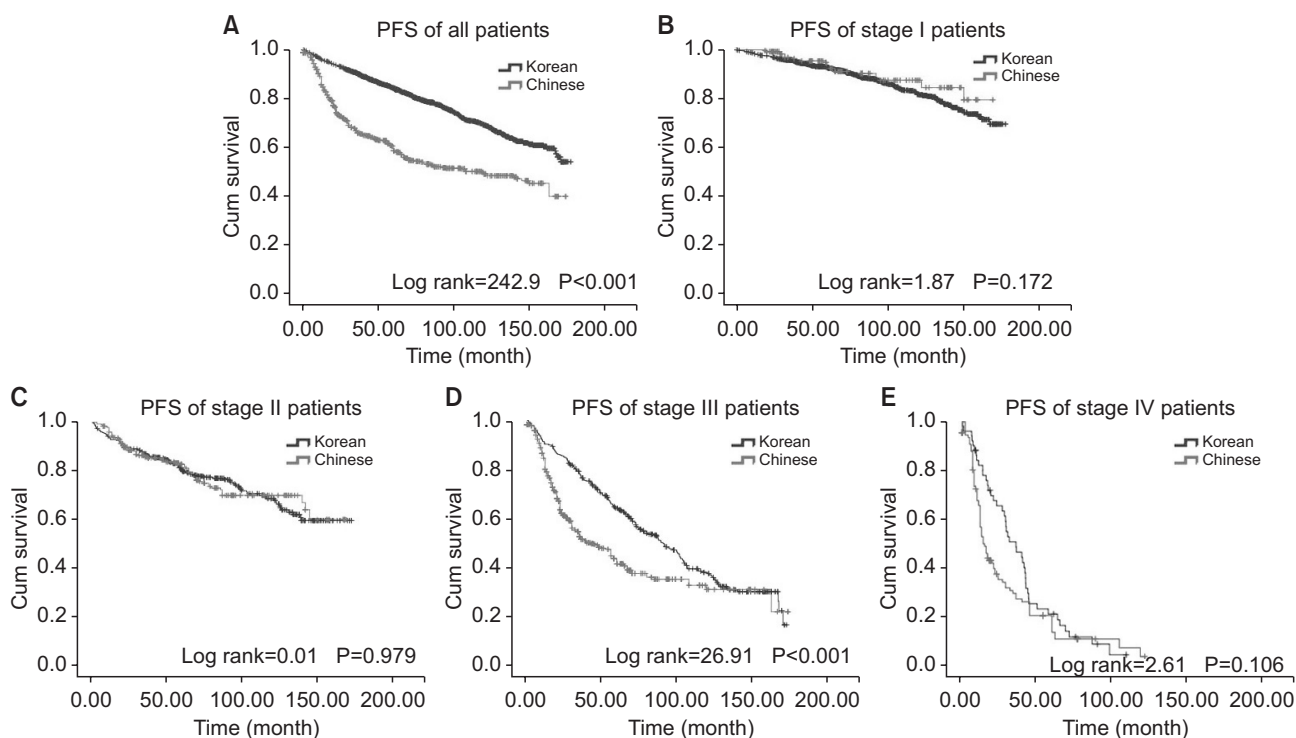 A PFS of all patients
1.0
0.8
0.6
0.4
0.2
0.0
Cum survival
Korean
Chinese
Log rank=242.9 P<0.001
0.00 50.00 100.00 150.00 200.00
Time (month)
B PFS of stage I patients
1.0
0.8
0.6
0.4
0.2
0.0
Cum survival
Korean
Chinese
Log rank=1.87 P=0.172
0.00 50.00 100.00 150.00 200.00
Time (month)
C PFS of stage II patients
1.0
0.8
0.6
0.4
0.2
0.0
Cum survival
Korean
Chinese
Log rank=0.01 P=0.979
0.00 50.00 100.00 150.00 200.00
Time (month)
D PFS of stage III patients
1.0
0.8
0.6
0.4
0.2
0.0
Cum survival
Korean
Chinese
Log rank=26.91 P<0.001
0.00 50.00 100.00 150.00 200.00
Time (month)
E PFS of stage IV patients
1.0
0.8
0.6
0.4
0.2
0.0
Cum survival
Korean
Chinese
Log rank=2.61 P=0.106
0.00 50.00 100.00 150.00 200.00
Time (month)